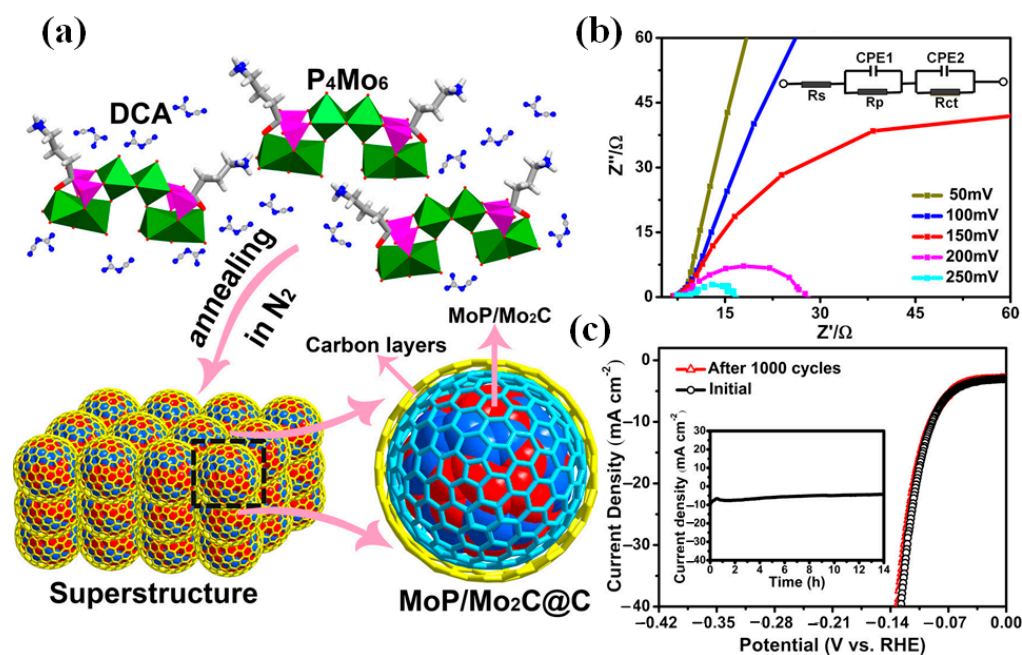 (a)
DCA
P₄Mo₆
annealing
in N₂
MoP/Mo₂C
Carbon layers
Superstructure
MoP/Mo₂C@C
(b)
60
45
30
15
0
Z''/Ω
15
30
45
60
Z'/Ω
CPE1
CPE2
Rs
Rp
Rct
50mV
100mV
150mV
200mV
250mV
(c)
0
−10
−20
−30
−40
Current Density (mA cm⁻²)
After 1000 cycles
Initial
30
20
10
0
−10
−20
−30
−40
Current density (mA cm⁻²)
0 2 4 6 8 10 12 14
Time (h)
−0.42 −0.35 −0.28 −0.21 −0.14 −0.07 0.00
Potential (V vs. RHE)